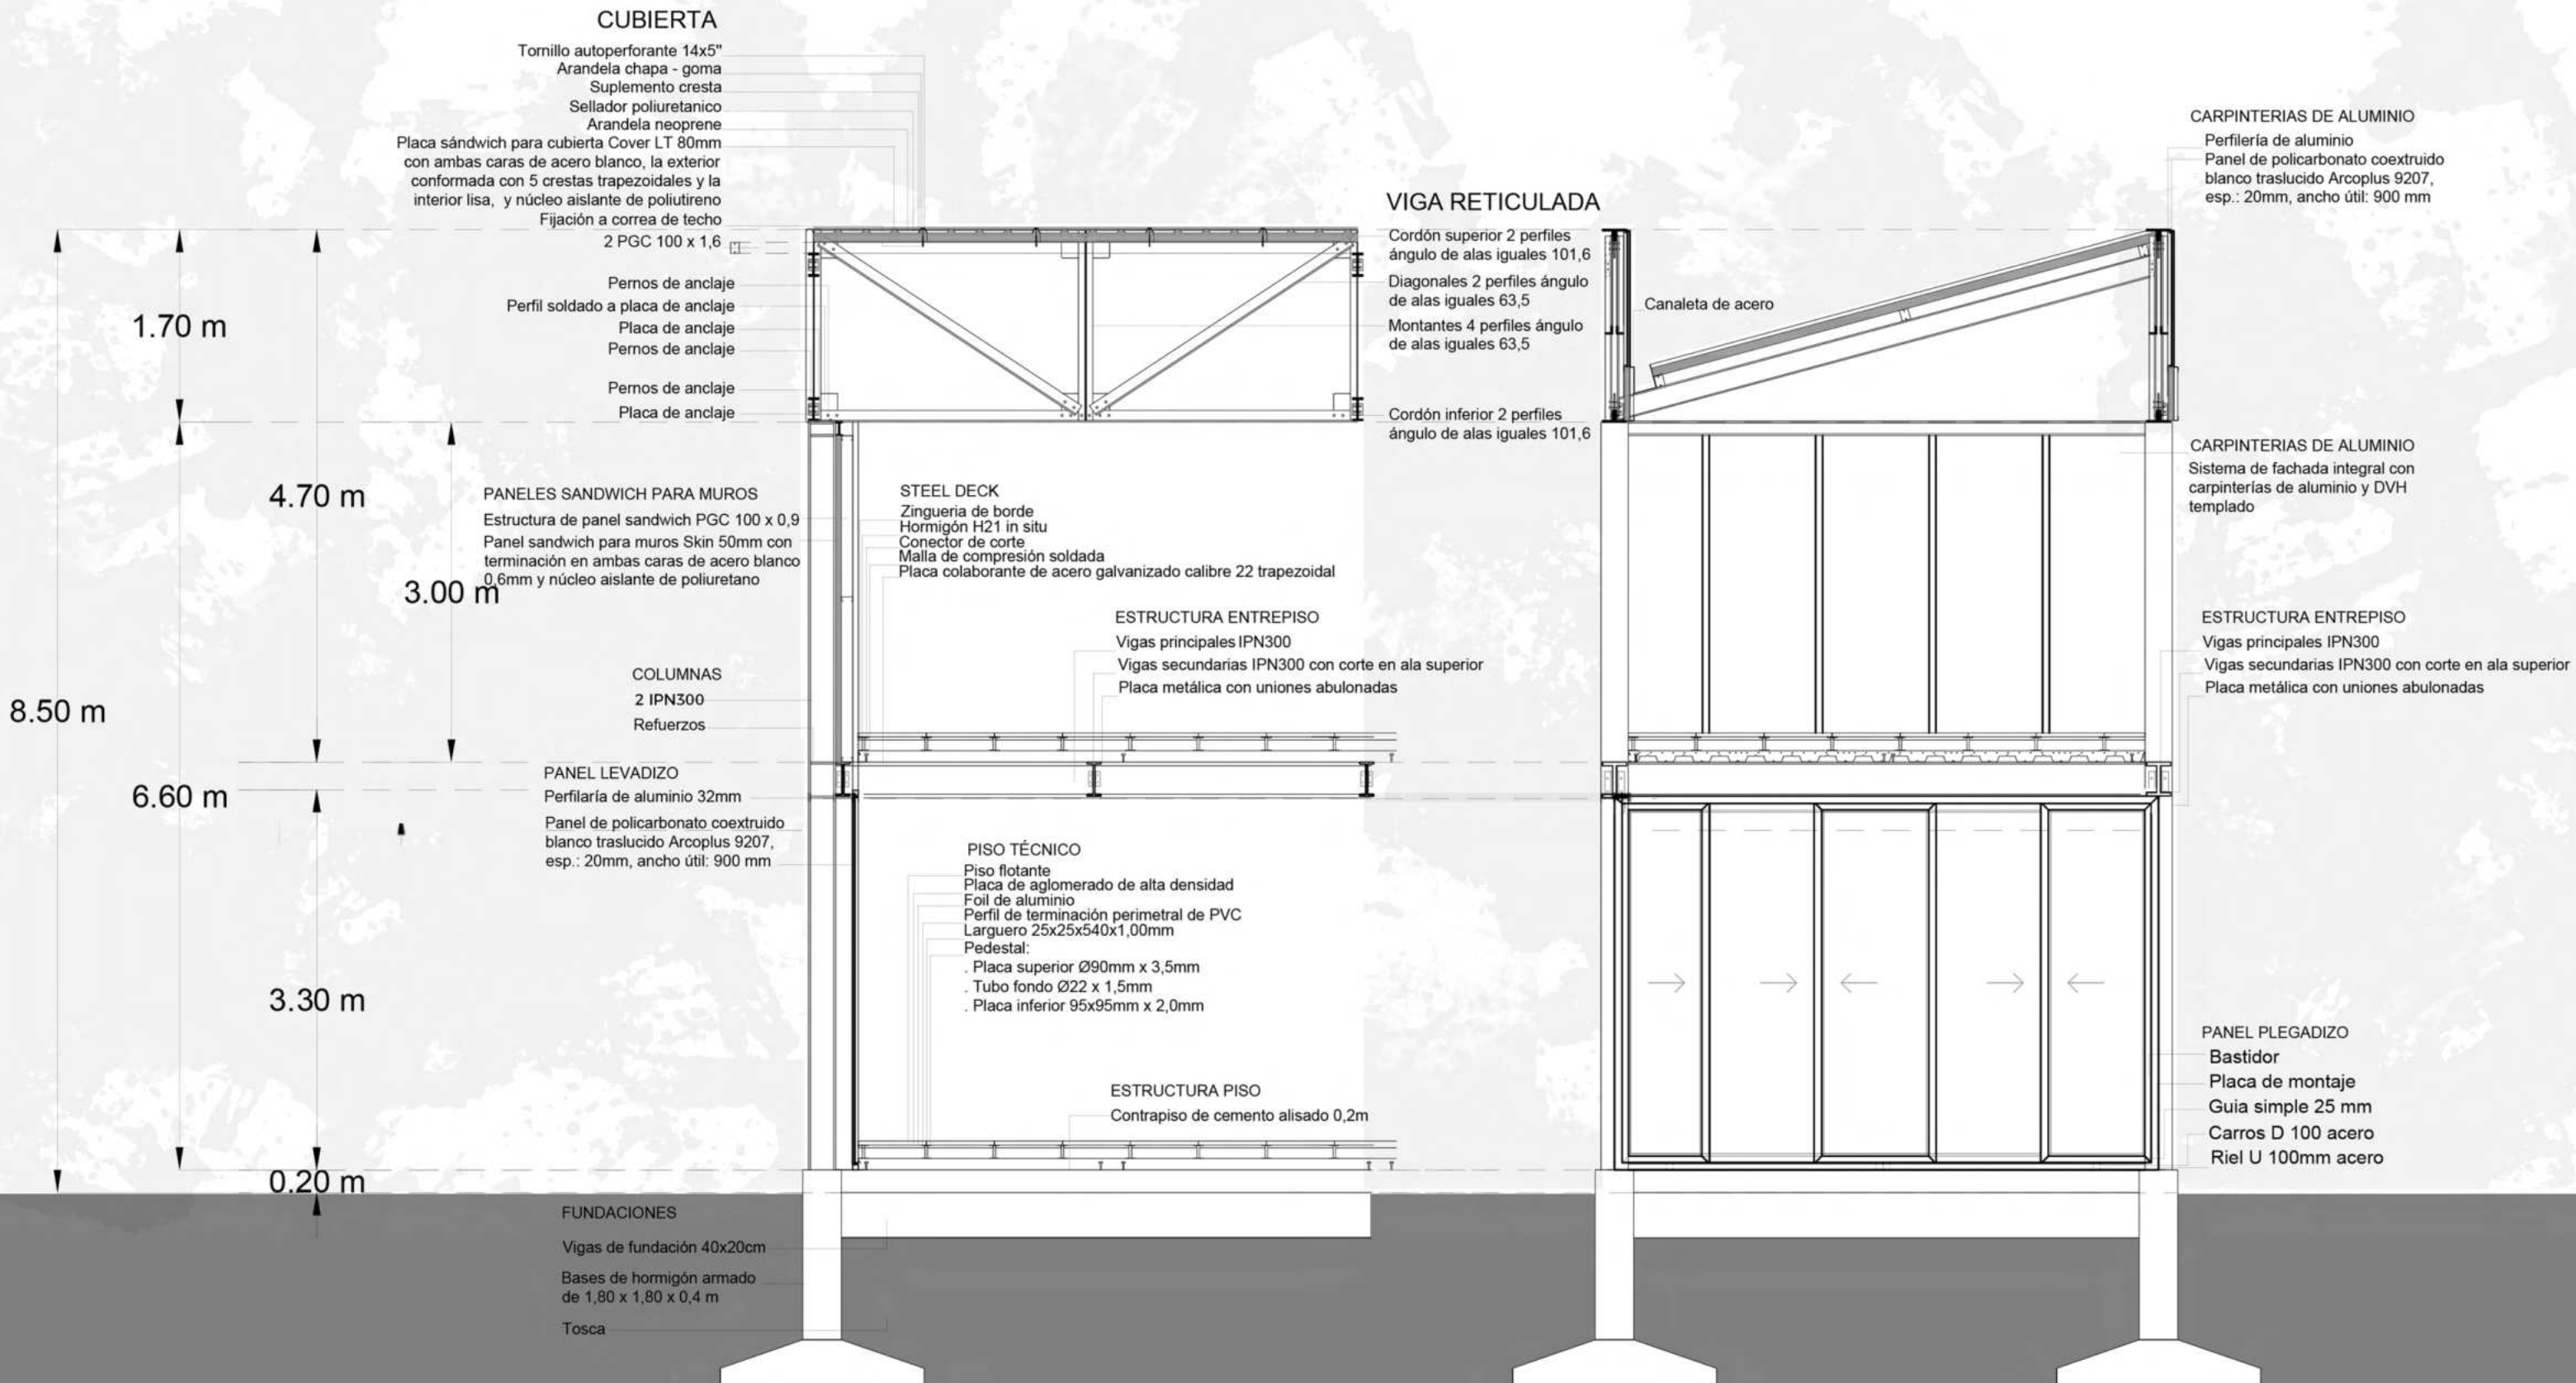 CUBIERTA
Tornillo autoperforante 14x5"
Arandela chapa - goma
Suplemento cresta
Sellador poliuretanico
Arandela neoprene
Placa sándwich para cubierta Cover LT 80mm
con ambas caras de acero blanco, la exterior
conformada con 5 crestas trapezoidales y la
interior lisa, y núcleo aislante de poliutireno
Fijación a correa de techo
2 PGC 100 x 1,6
Pernos de anclaje
Perfil soldado a placa de anclaje
Placa de anclaje
Pernos de anclaje
Pernos de anclaje
Placa de anclaje
VIGA RETICULADA
Cordón superior 2 perfiles
ángulo de alas iguales 101,6
Diagonales 2 perfiles ángulo
de alas iguales 63,5
Montantes 4 perfiles ángulo
de alas iguales 63,5
Cordón inferior 2 perfiles
ángulo de alas iguales 101,6
Canaleta de acero
CARPINTERIAS DE ALUMINIO
Perfilería de aluminio
Panel de policarbonato coextruido
blanco traslucido Arcoplus 9207,
esp.: 20mm, ancho útil: 900 mm
CARPINTERIAS DE ALUMINIO
Sistema de fachada integral con
carpinterías de aluminio y DVH
templado
1.70 m
4.70 m
3.00 m
8.50 m
6.60 m
3.30 m
0.20 m
PANELES SANDWICH PARA MUROS
Estructura de panel sandwich PGC 100 x 0,9
Panel sandwich para muros Skin 50mm con
terminación en ambas caras de acero blanco
0,6mm y núcleo aislante de poliuretano
STEEL DECK
Zingueria de borde
Hormigón H21 in situ
Conector de corte
Malla de compresión soldada
Placa colaborante de acero galvanizado calibre 22 trapezoidal
ESTRUCTURA ENTREPISO
Vigas principales IPN300
Vigas secundarias IPN300 con corte en ala superior
Placa metálica con uniones abulonadas
ESTRUCTURA ENTREPISO
Vigas principales IPN300
Vigas secundarias IPN300 con corte en ala superior
Placa metálica con uniones abulonadas
COLUMNAS
2 IPN300
Refuerzos
PANEL LEVADIZO
Perfilaría de aluminio 32mm
Panel de policarbonato coextruido
blanco traslucido Arcoplus 9207,
esp.: 20mm, ancho útil: 900 mm
PISO TÉCNICO
Piso flotante
Placa de aglomerado de alta densidad
Foil de aluminio
Perfil de terminación perimetral de PVC
Larguero 25x25x540x1,00mm
Pedestal:
. Placa superior Ø90mm x 3,5mm
. Tubo fondo Ø22 x 1,5mm
. Placa inferior 95x95mm x 2,0mm
ESTRUCTURA PISO
Contrapiso de cemento alisado 0,2m
PANEL PLEGADIZO
Bastidor
Placa de montaje
Guia simple 25 mm
Carros D 100 acero
Riel U 100mm acero
FUNDACIONES
Vigas de fundación 40x20cm
Bases de hormigón armado
de 1,80 x 1,80 x 0,4 m
Tosca